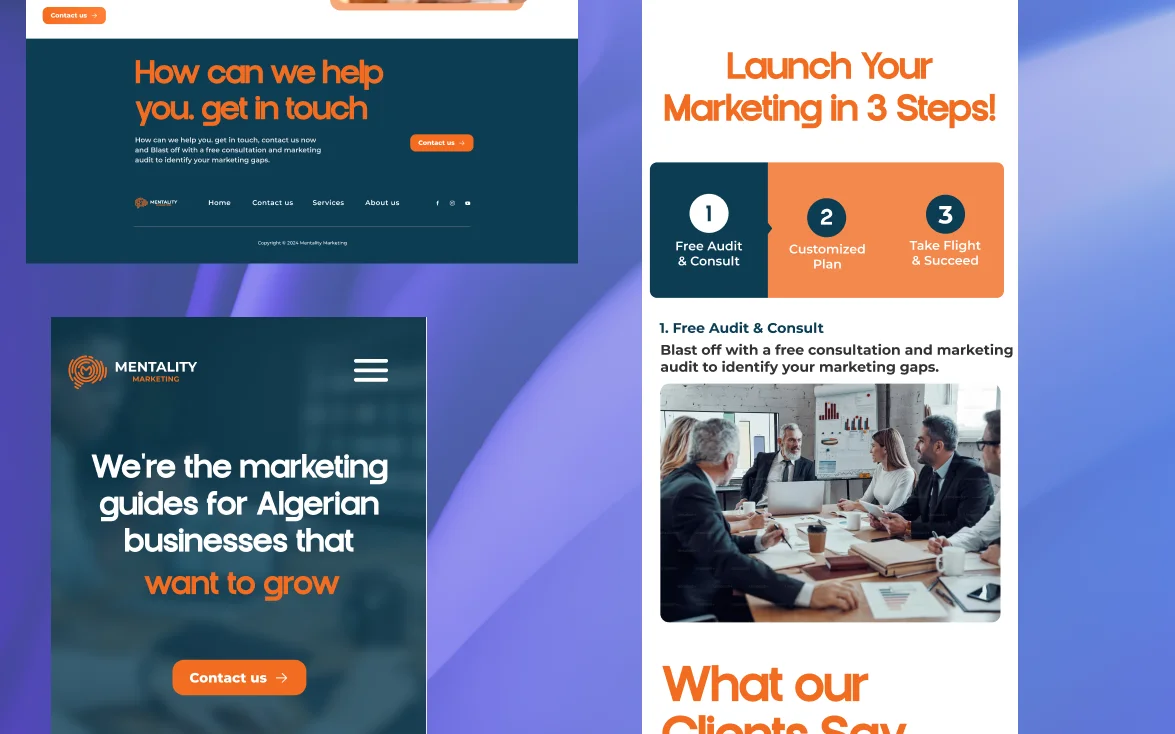 Contact us →
How can we help
you. get in touch
How can we help you. get in touch, contact us now
and Blast off with a free consultation and marketing
audit to identify your marketing gaps.
Contact us →
MENTALITY
Home Contact us Services About us
Copyright © 2024 Mentality Marketing
MENTALITY
MARKETING
We're the marketing
guides for Algerian
businesses that
want to grow
Contact us →
Launch Your
Marketing in 3 Steps!
1
Free Audit
& Consult
2
Customized
Plan
3
Take Flight
& Succeed
1. Free Audit & Consult
Blast off with a free consultation and marketing
audit to identify your marketing gaps.
What our
Clients Say